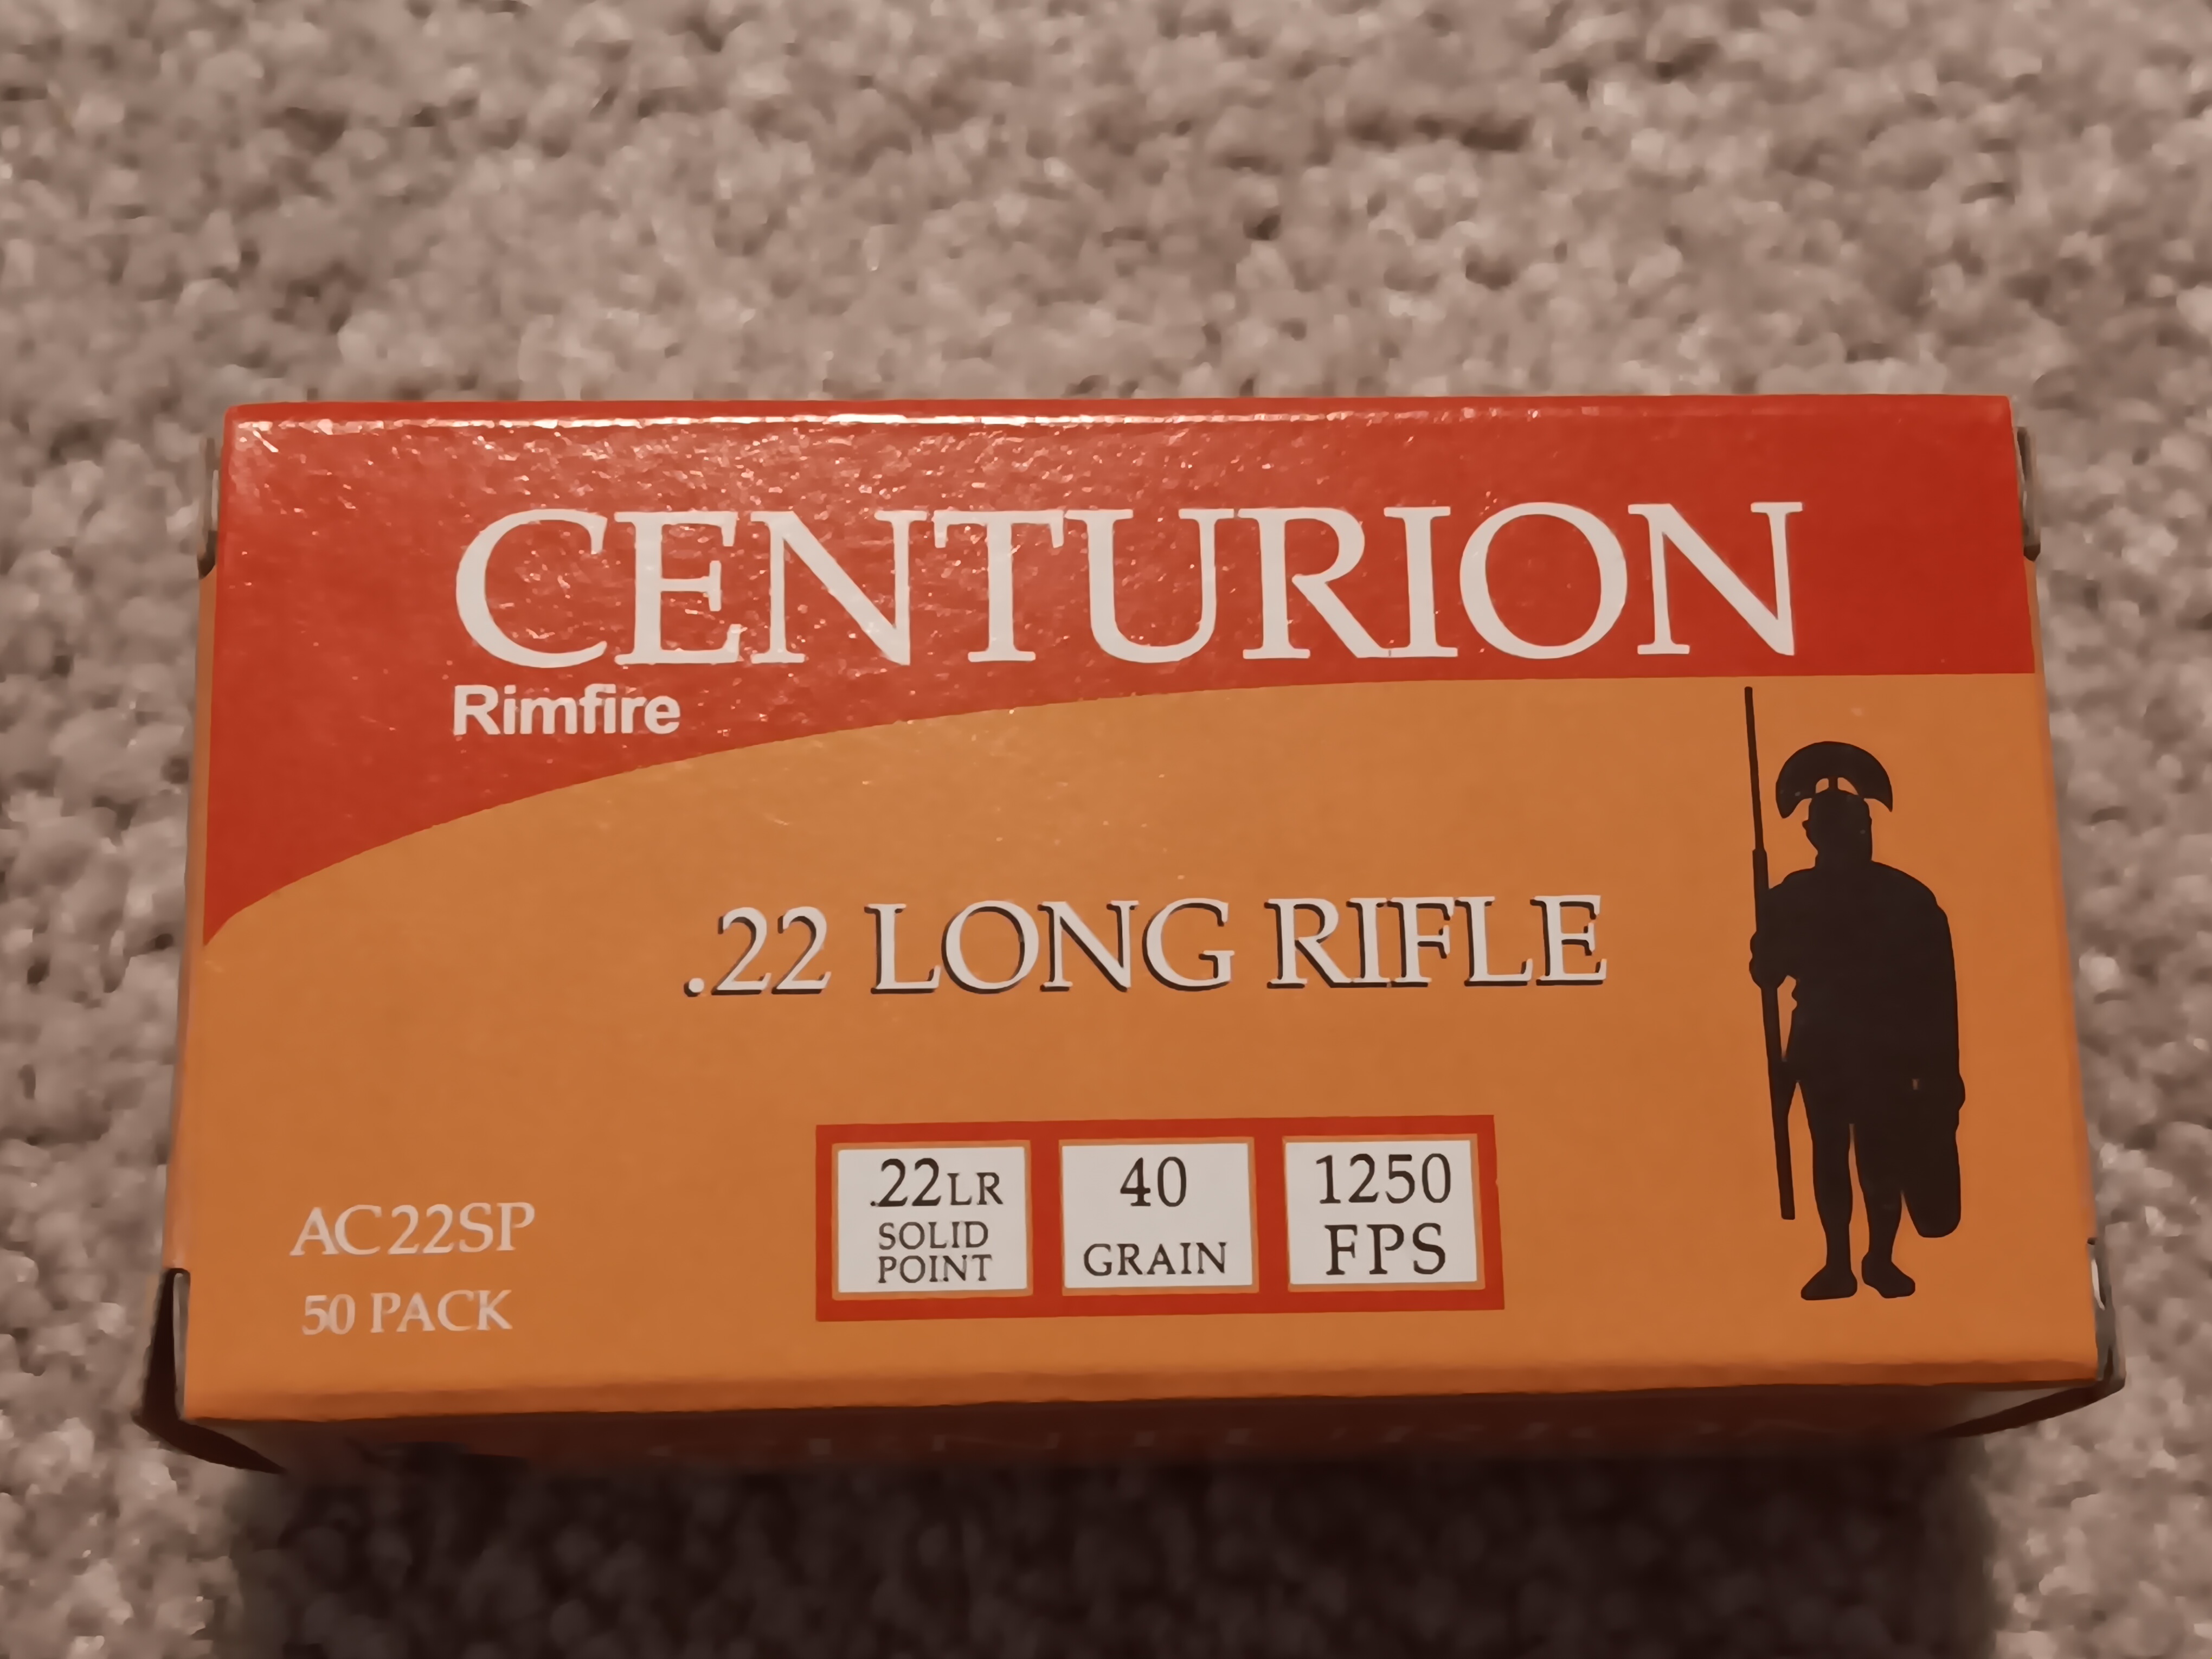 CENTURION
Rimfire
.22 LONG RIFLE
.22LR
SOLID
POINT
40
GRAIN
1250
FPS
AC22SP
50 PACK